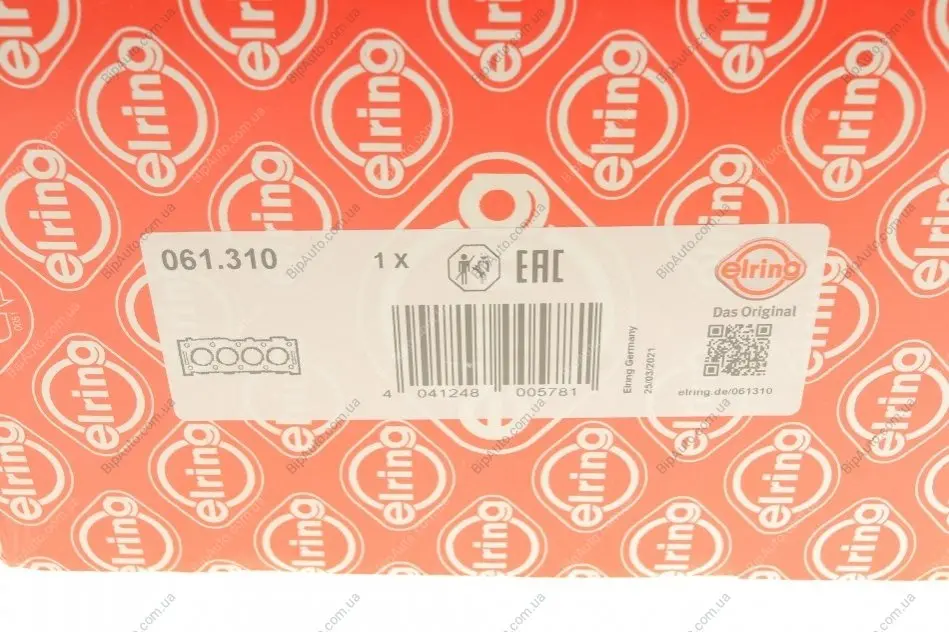 061.310
1 X
EAC
elring
Das Original
4 041248 005781
Elring Germany
25/03/2021
elring.de/061310
elring
BipAuto.com.ua